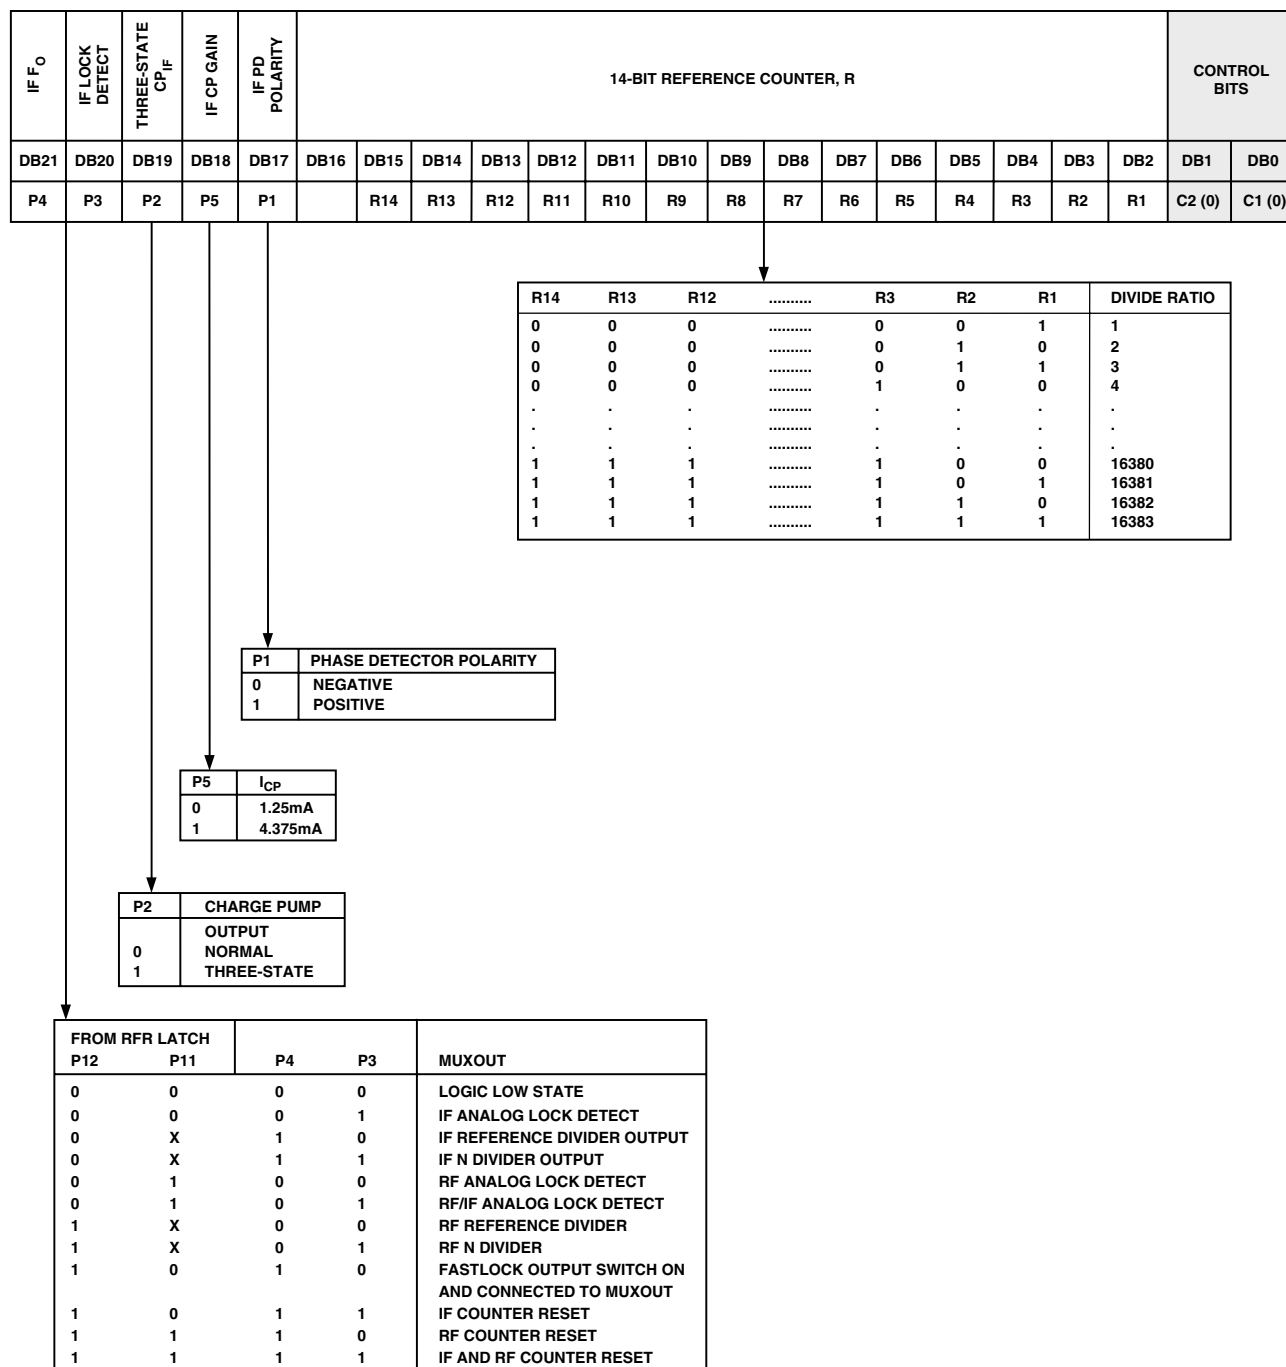 IF FO
IF LOCK DETECT
THREE-STATE CPIF
IF CP GAIN
IF PD POLARITY
14-BIT REFERENCE COUNTER, R
CONTROL BITS
DB21 DB20 DB19 DB18 DB17 DB16 DB15 DB14 DB13 DB12 DB11 DB10 DB9 DB8 DB7 DB6 DB5 DB4 DB3 DB2 DB1 DB0
P4 P3 P2 P5 P1 R14 R13 R12 R11 R10 R9 R8 R7 R6 R5 R4 R3 R2 R1 C2 (0) C1 (0)
R14 R13 R12 .......... R3 R2 R1 DIVIDE RATIO
0 0 0 .......... 0 0 1 1
0 0 0 .......... 0 1 0 2
0 0 0 .......... 0 1 1 3
0 0 0 .......... 1 0 0 4
. . . .......... . . . .
. . . .......... . . . .
. . . .......... . . . .
1 1 1 .......... 1 0 0 16380
1 1 1 .......... 1 0 1 16381
1 1 1 .......... 1 1 0 16382
1 1 1 .......... 1 1 1 16383
P1 PHASE DETECTOR POLARITY
0 NEGATIVE
1 POSITIVE
P5 ICP
0 1.25mA
1 4.375mA
P2 CHARGE PUMP
OUTPUT
0 NORMAL
1 THREE-STATE
FROM RFR LATCH
P12 P11 P4 P3 MUXOUT
0 0 0 0 LOGIC LOW STATE
0 0 0 1 IF ANALOG LOCK DETECT
0 X 1 0 IF REFERENCE DIVIDER OUTPUT
0 X 1 1 IF N DIVIDER OUTPUT
0 1 0 0 RF ANALOG LOCK DETECT
0 1 0 1 RF/IF ANALOG LOCK DETECT
1 X 0 0 RF REFERENCE DIVIDER
1 X 0 1 RF N DIVIDER
1 0 1 0 FASTLOCK OUTPUT SWITCH ON
AND CONNECTED TO MUXOUT
1 0 1 1 IF COUNTER RESET
1 1 1 0 RF COUNTER RESET
1 1 1 1 IF AND RF COUNTER RESET